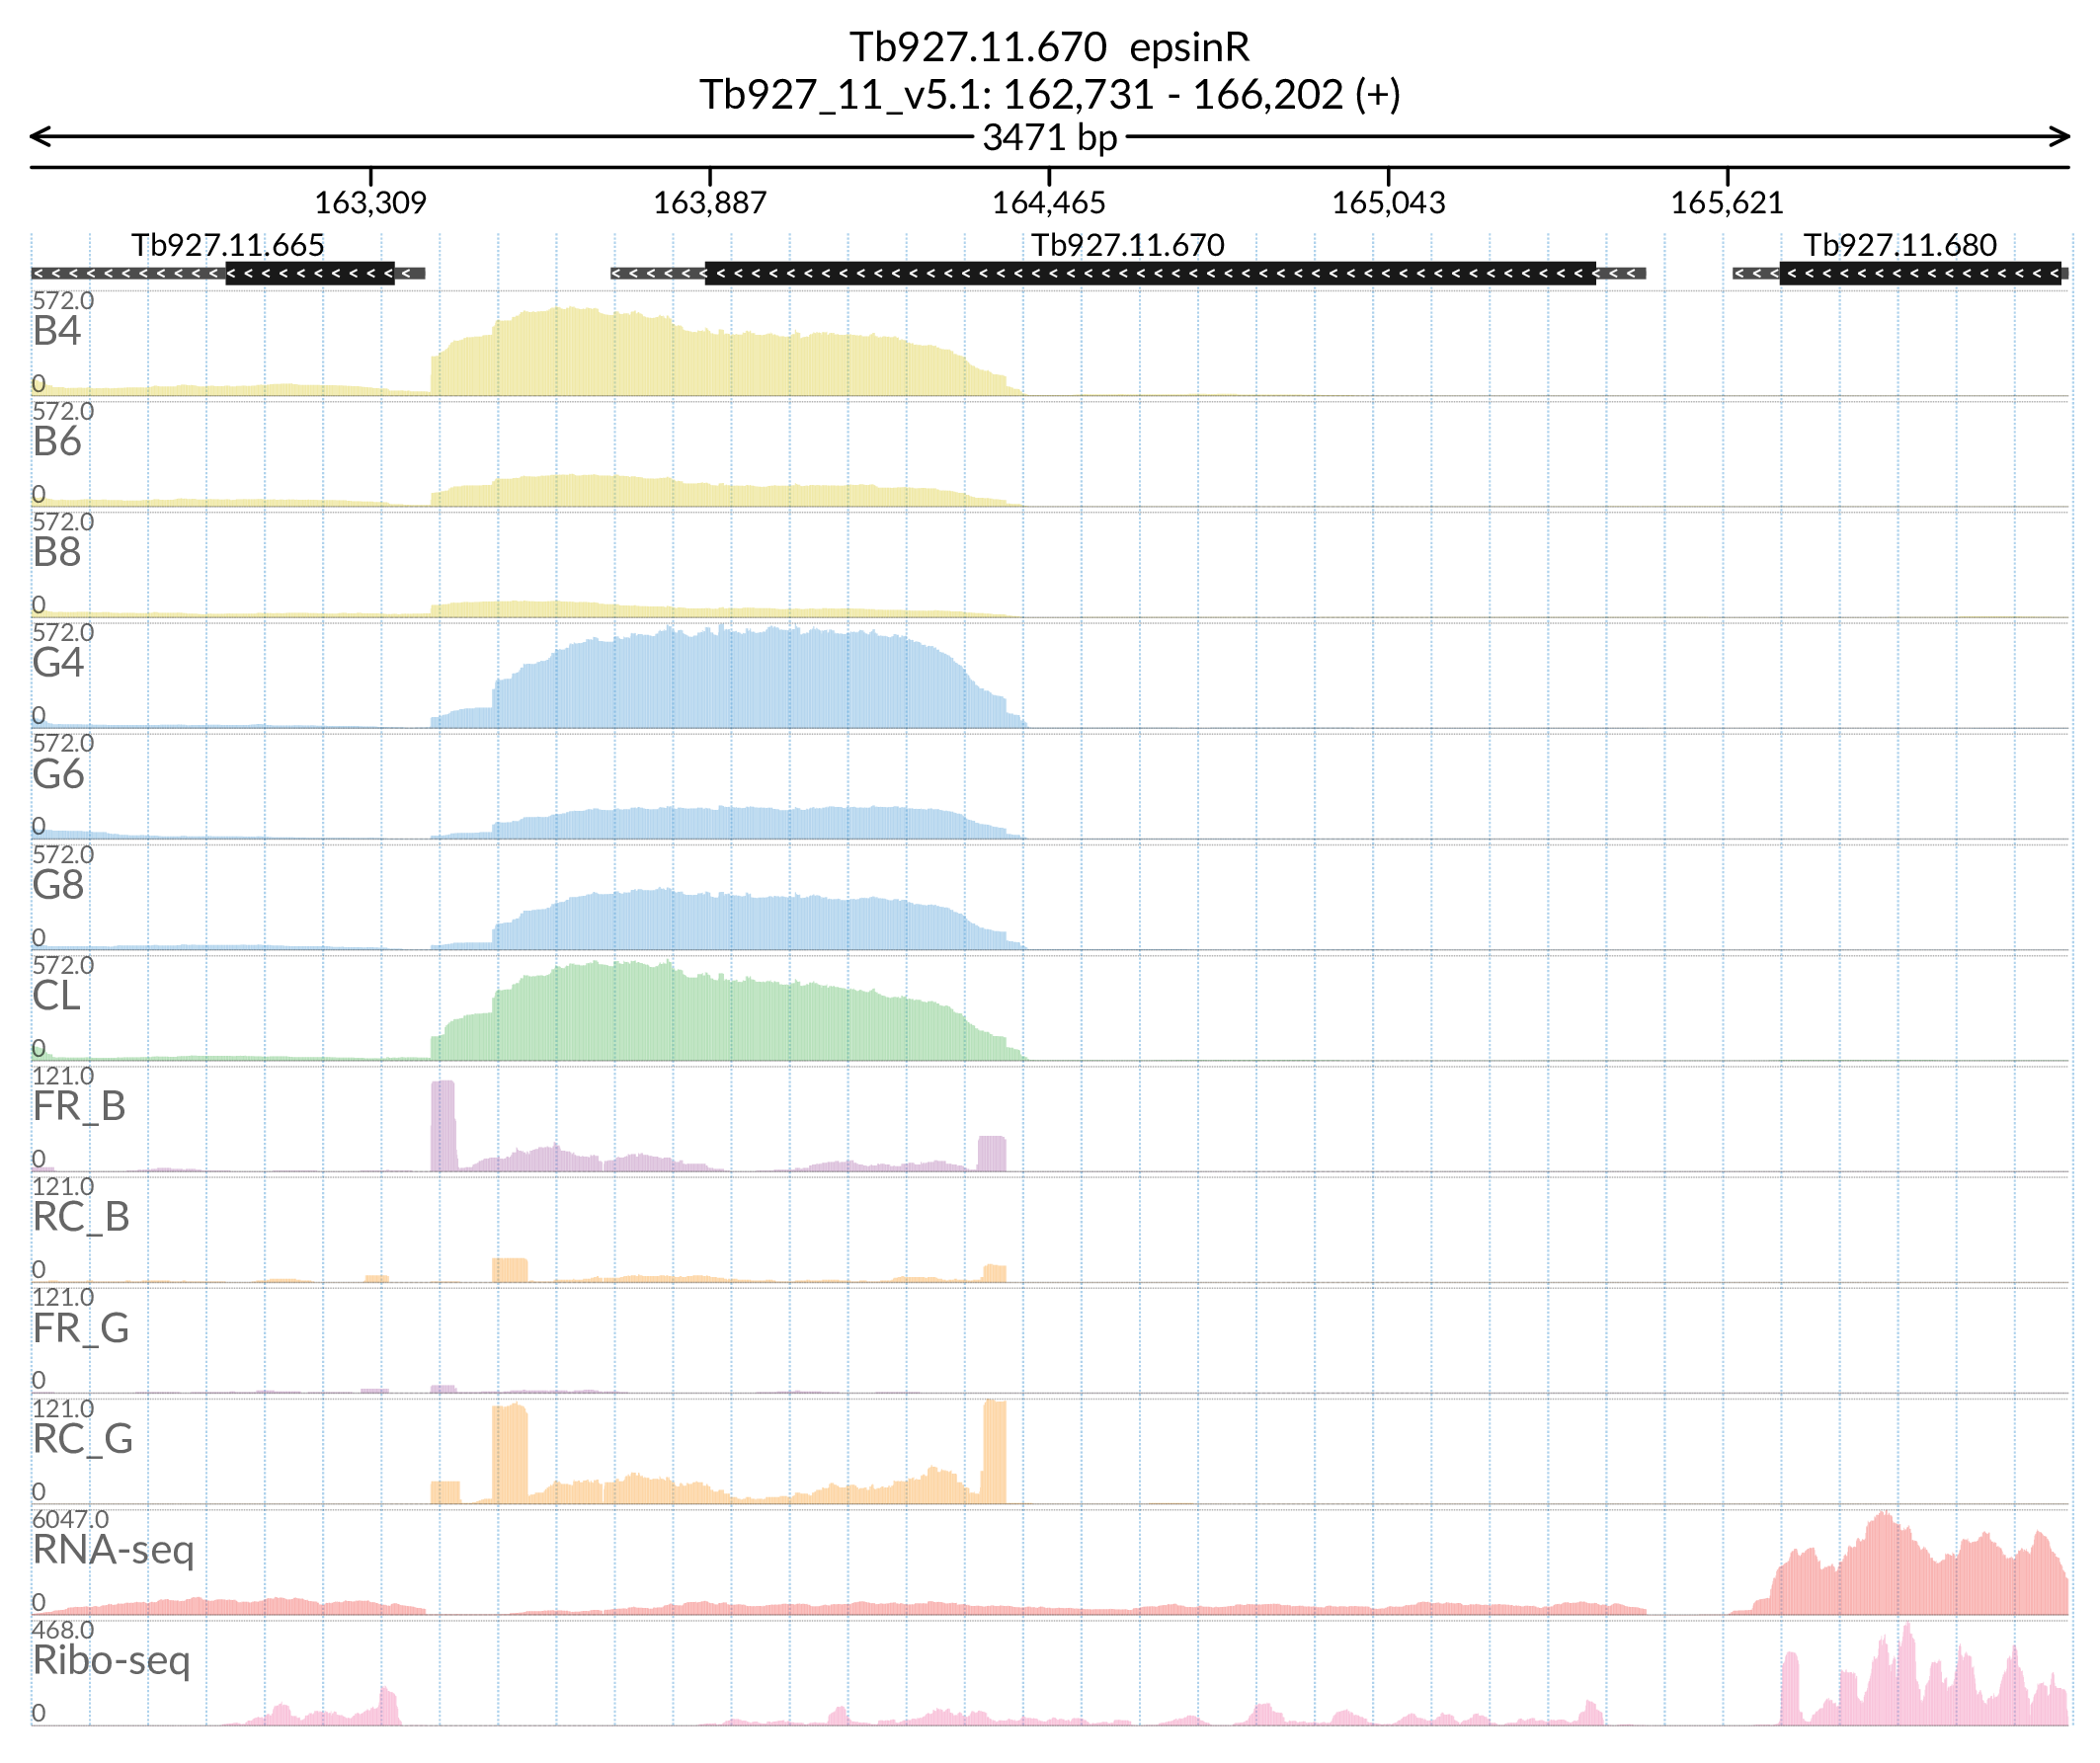 Tb927.11.670 epsinR
Tb927_11_v5.1: 162,731 - 166,202 (+)
3471 bp
163,309 163,887 164,465 165,043 165,621
Tb927.11.665 Tb927.11.670 Tb927.11.680
572.0
B4
0
572.0
B6
0
572.0
B8
0
572.0
G4
0
572.0
G6
0
572.0
G8
0
572.0
CL
0
121.0
FR_B
0
121.0
RC_B
0
121.0
FR_G
0
121.0
RC_G
0
6047.0
RNA-seq
0
468.0
Ribo-seq
0